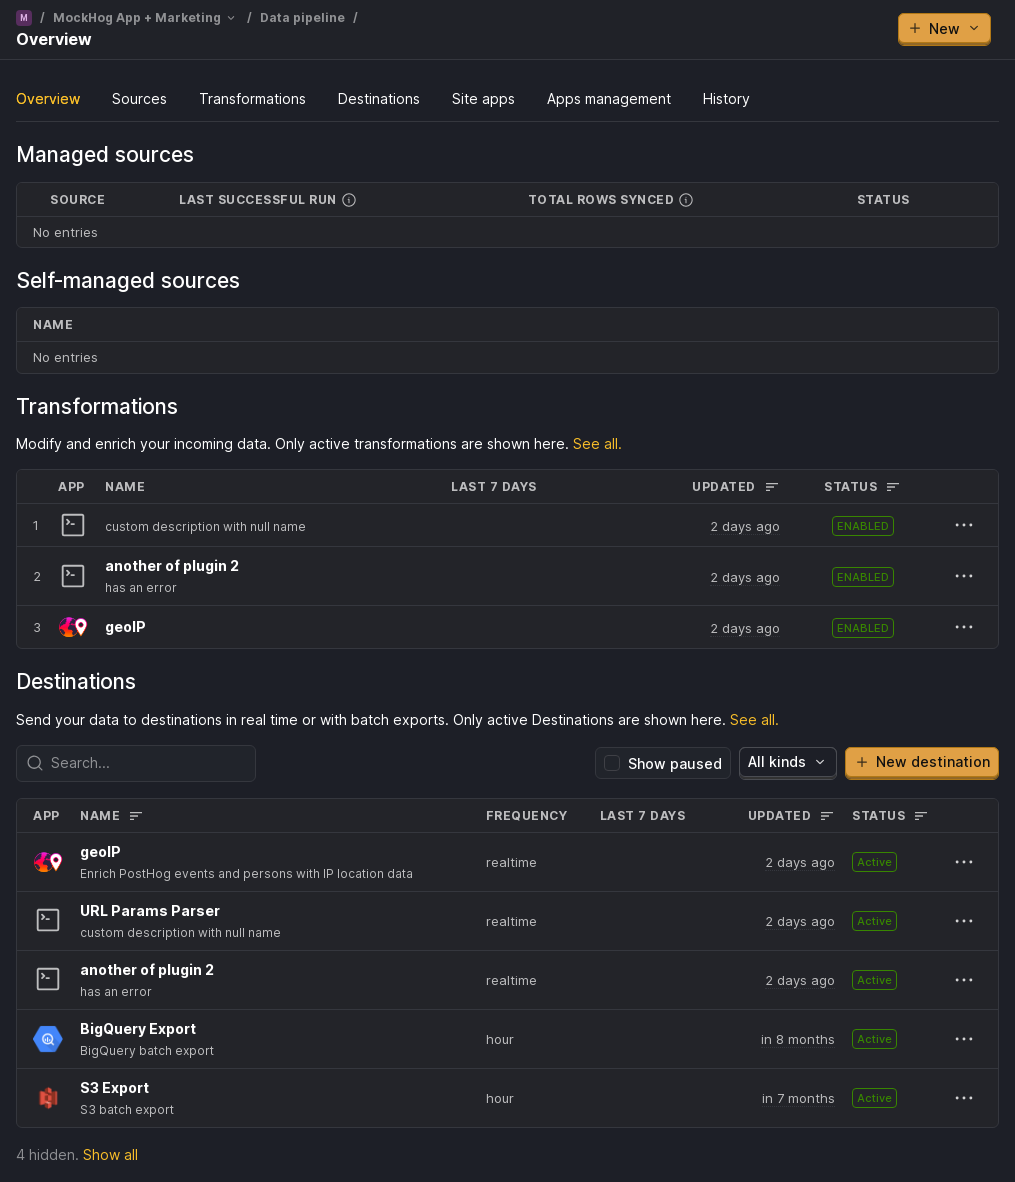 M / MockHog App + Marketing / Data pipeline /
Overview
New
Overview Sources Transformations Destinations Site apps Apps management History
Managed sources
SOURCE LAST SUCCESSFUL RUN TOTAL ROWS SYNCED STATUS
No entries
Self-managed sources
NAME
No entries
Transformations
Modify and enrich your incoming data. Only active transformations are shown here. See all.
APP NAME LAST 7 DAYS UPDATED STATUS
1 custom description with null name 2 days ago ENABLED
another of plugin 2
2 2 days ago ENABLED
has an error
3 geoIP 2 days ago ENABLED
Destinations
Send your data to destinations in real time or with batch exports. Only active Destinations are shown here. See all.
Search... Show paused All kinds New destination
APP NAME FREQUENCY LAST 7 DAYS UPDATED STATUS
geoIP
realtime 2 days ago Active
Enrich PostHog events and persons with IP location data
URL Params Parser
realtime 2 days ago Active
custom description with null name
another of plugin 2
realtime 2 days ago Active
has an error
BigQuery Export
hour in 8 months Active
BigQuery batch export
S3 Export
hour in 7 months Active
S3 batch export
4 hidden. Show all